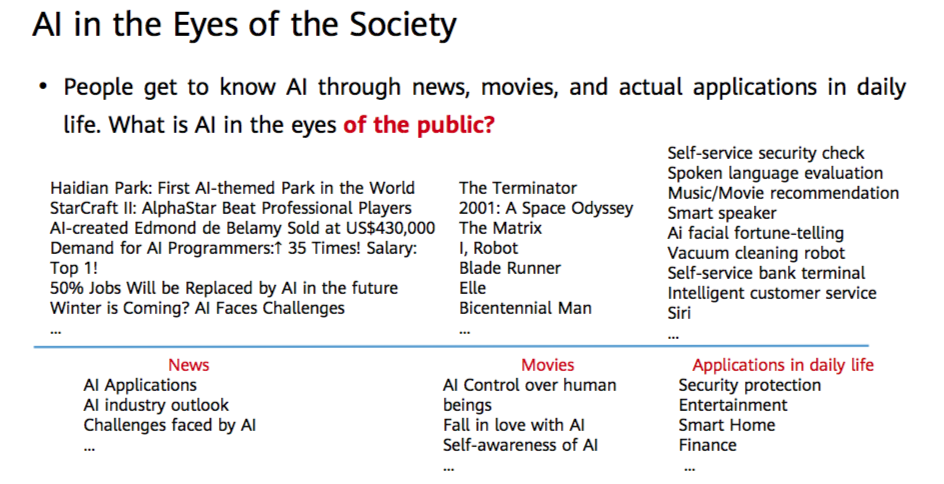 AI in the Eyes of the Society
• People get to know AI through news, movies, and actual applications in daily
life. What is AI in the eyes of the public?
Haidian Park: First AI-themed Park in the World
StarCraft II: AlphaStar Beat Professional Players
AI-created Edmond de Belamy Sold at US$430,000
Demand for AI Programmers:↑ 35 Times! Salary:
Top 1!
50% Jobs Will be Replaced by AI in the future
Winter is Coming? AI Faces Challenges
...
The Terminator
2001: A Space Odyssey
The Matrix
I, Robot
Blade Runner
Elle
Bicentennial Man
...
Self-service security check
Spoken language evaluation
Music/Movie recommendation
Smart speaker
Ai facial fortune-telling
Vacuum cleaning robot
Self-service bank terminal
Intelligent customer service
Siri
...
News
AI Applications
AI industry outlook
Challenges faced by AI
...
Movies
AI Control over human
beings
Fall in love with AI
Self-awareness of AI
...
Applications in daily life
Security protection
Entertainment
Smart Home
Finance
...